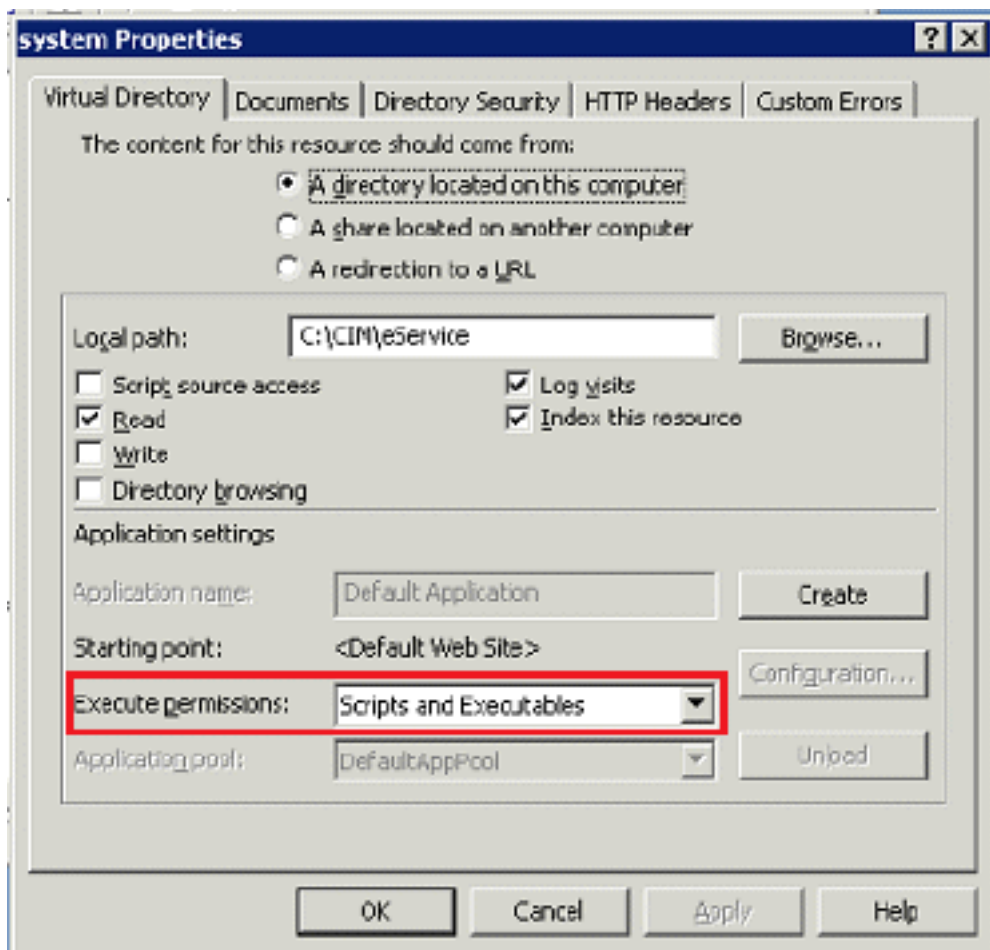 system Properties
Virtual Directory Documents Directory Security HTTP Headers Custom Errors
The content for this resource should come from:
A directory located on this computer
A share located on another computer
A redirection to a URL
Local path: C:\CIM\eService Browse...
Script source access Log visits
Read Index this resource
Write
Directory browsing
Application settings
Application name: Default Application Create
Starting point: <Default Web Site>
Configuration...
Execute permissions: Scripts and Executables
Application pool: DefaultAppPool Unload
OK Cancel Apply Help